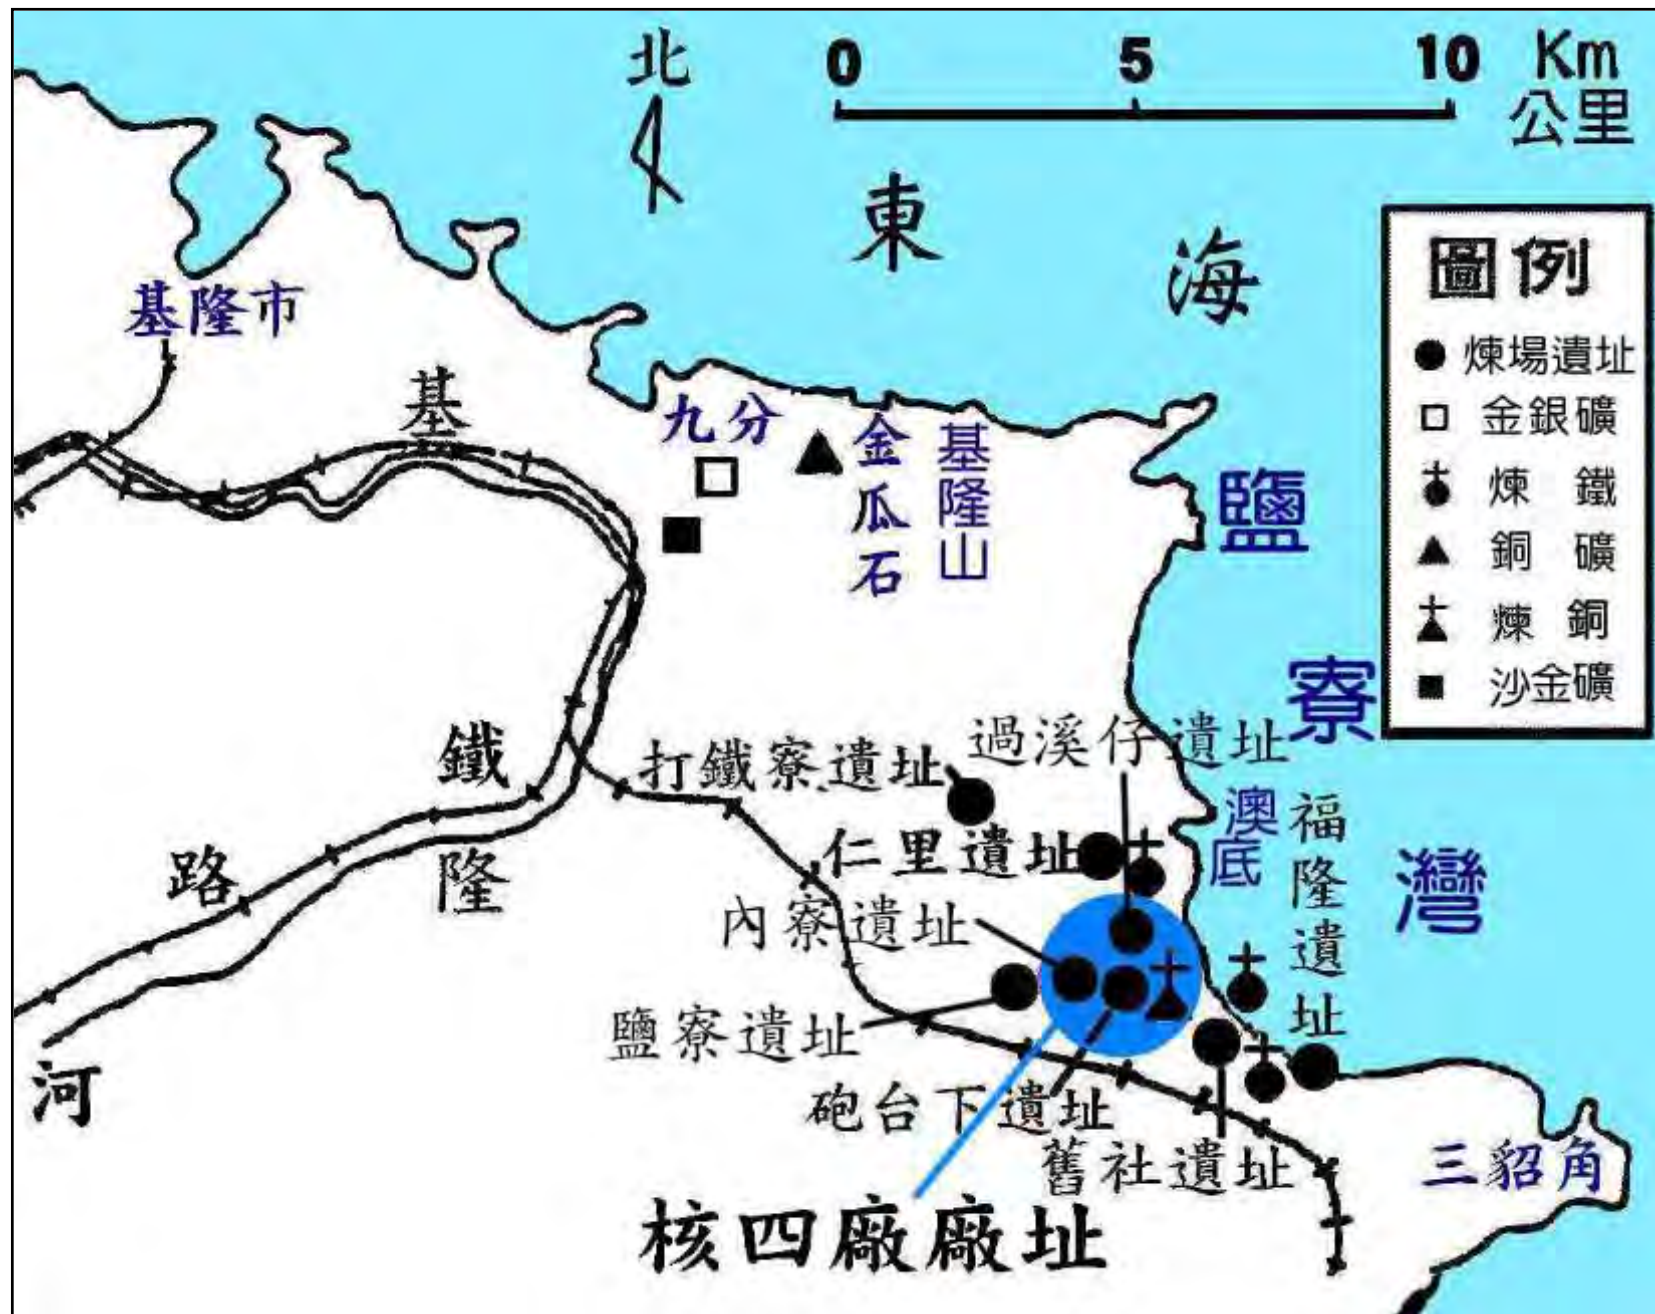 北
0 5 10 Km
公里
東海
圖例
煉場遺址
金銀礦
煉鐵
銅礦
煉銅
沙金礦
基隆市
基隆河
鐵路
九分
金瓜石
基隆山
鹽寮灣
過溪仔遺址
打鐵寮遺址
澳底
福隆遺址
仁里遺址
內寮遺址
鹽寮遺址
砲台下遺址
舊社遺址
三貂角
核四廠廠址